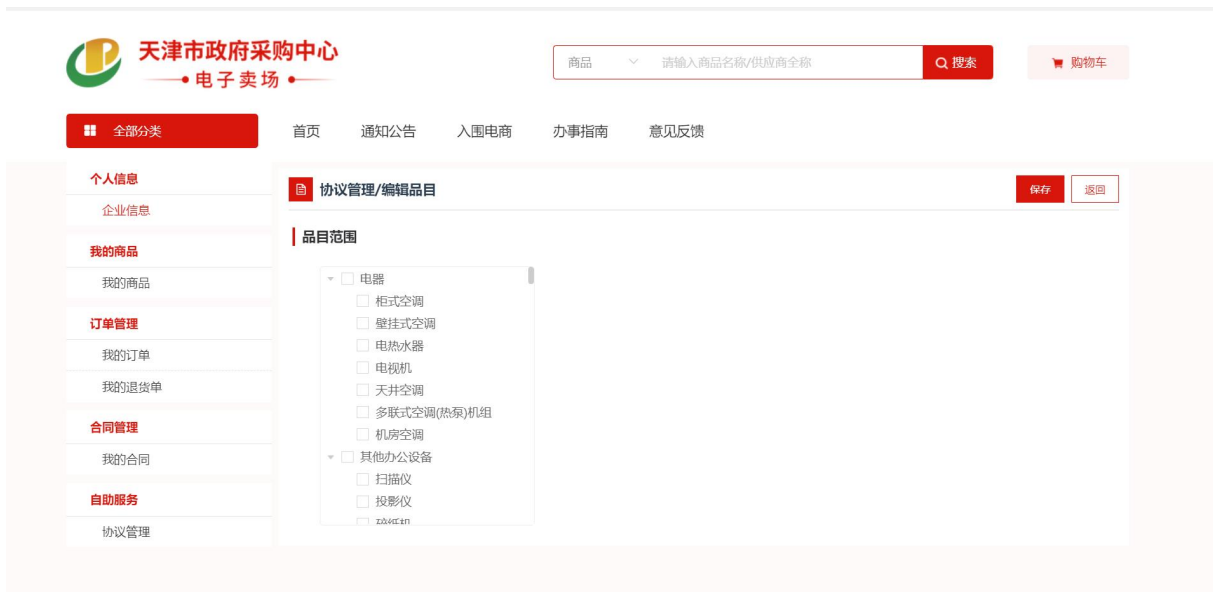 天津市政府采购中心
电子卖场
商品 请输入商品名称/供应商全称 搜索 购物车
全部分类 首页 通知公告 入围电商 办事指南 意见反馈
个人信息
企业信息
我的商品
我的商品
订单管理
我的订单
我的退货单
合同管理
我的合同
自助服务
协议管理
协议管理/编辑品目 保存 返回
品目范围
电器
柜式空调
壁挂式空调
电热水器
电视机
天井空调
多联式空调(热泵)机组
机房空调
其他办公设备
扫描仪
投影仪
碎纸机